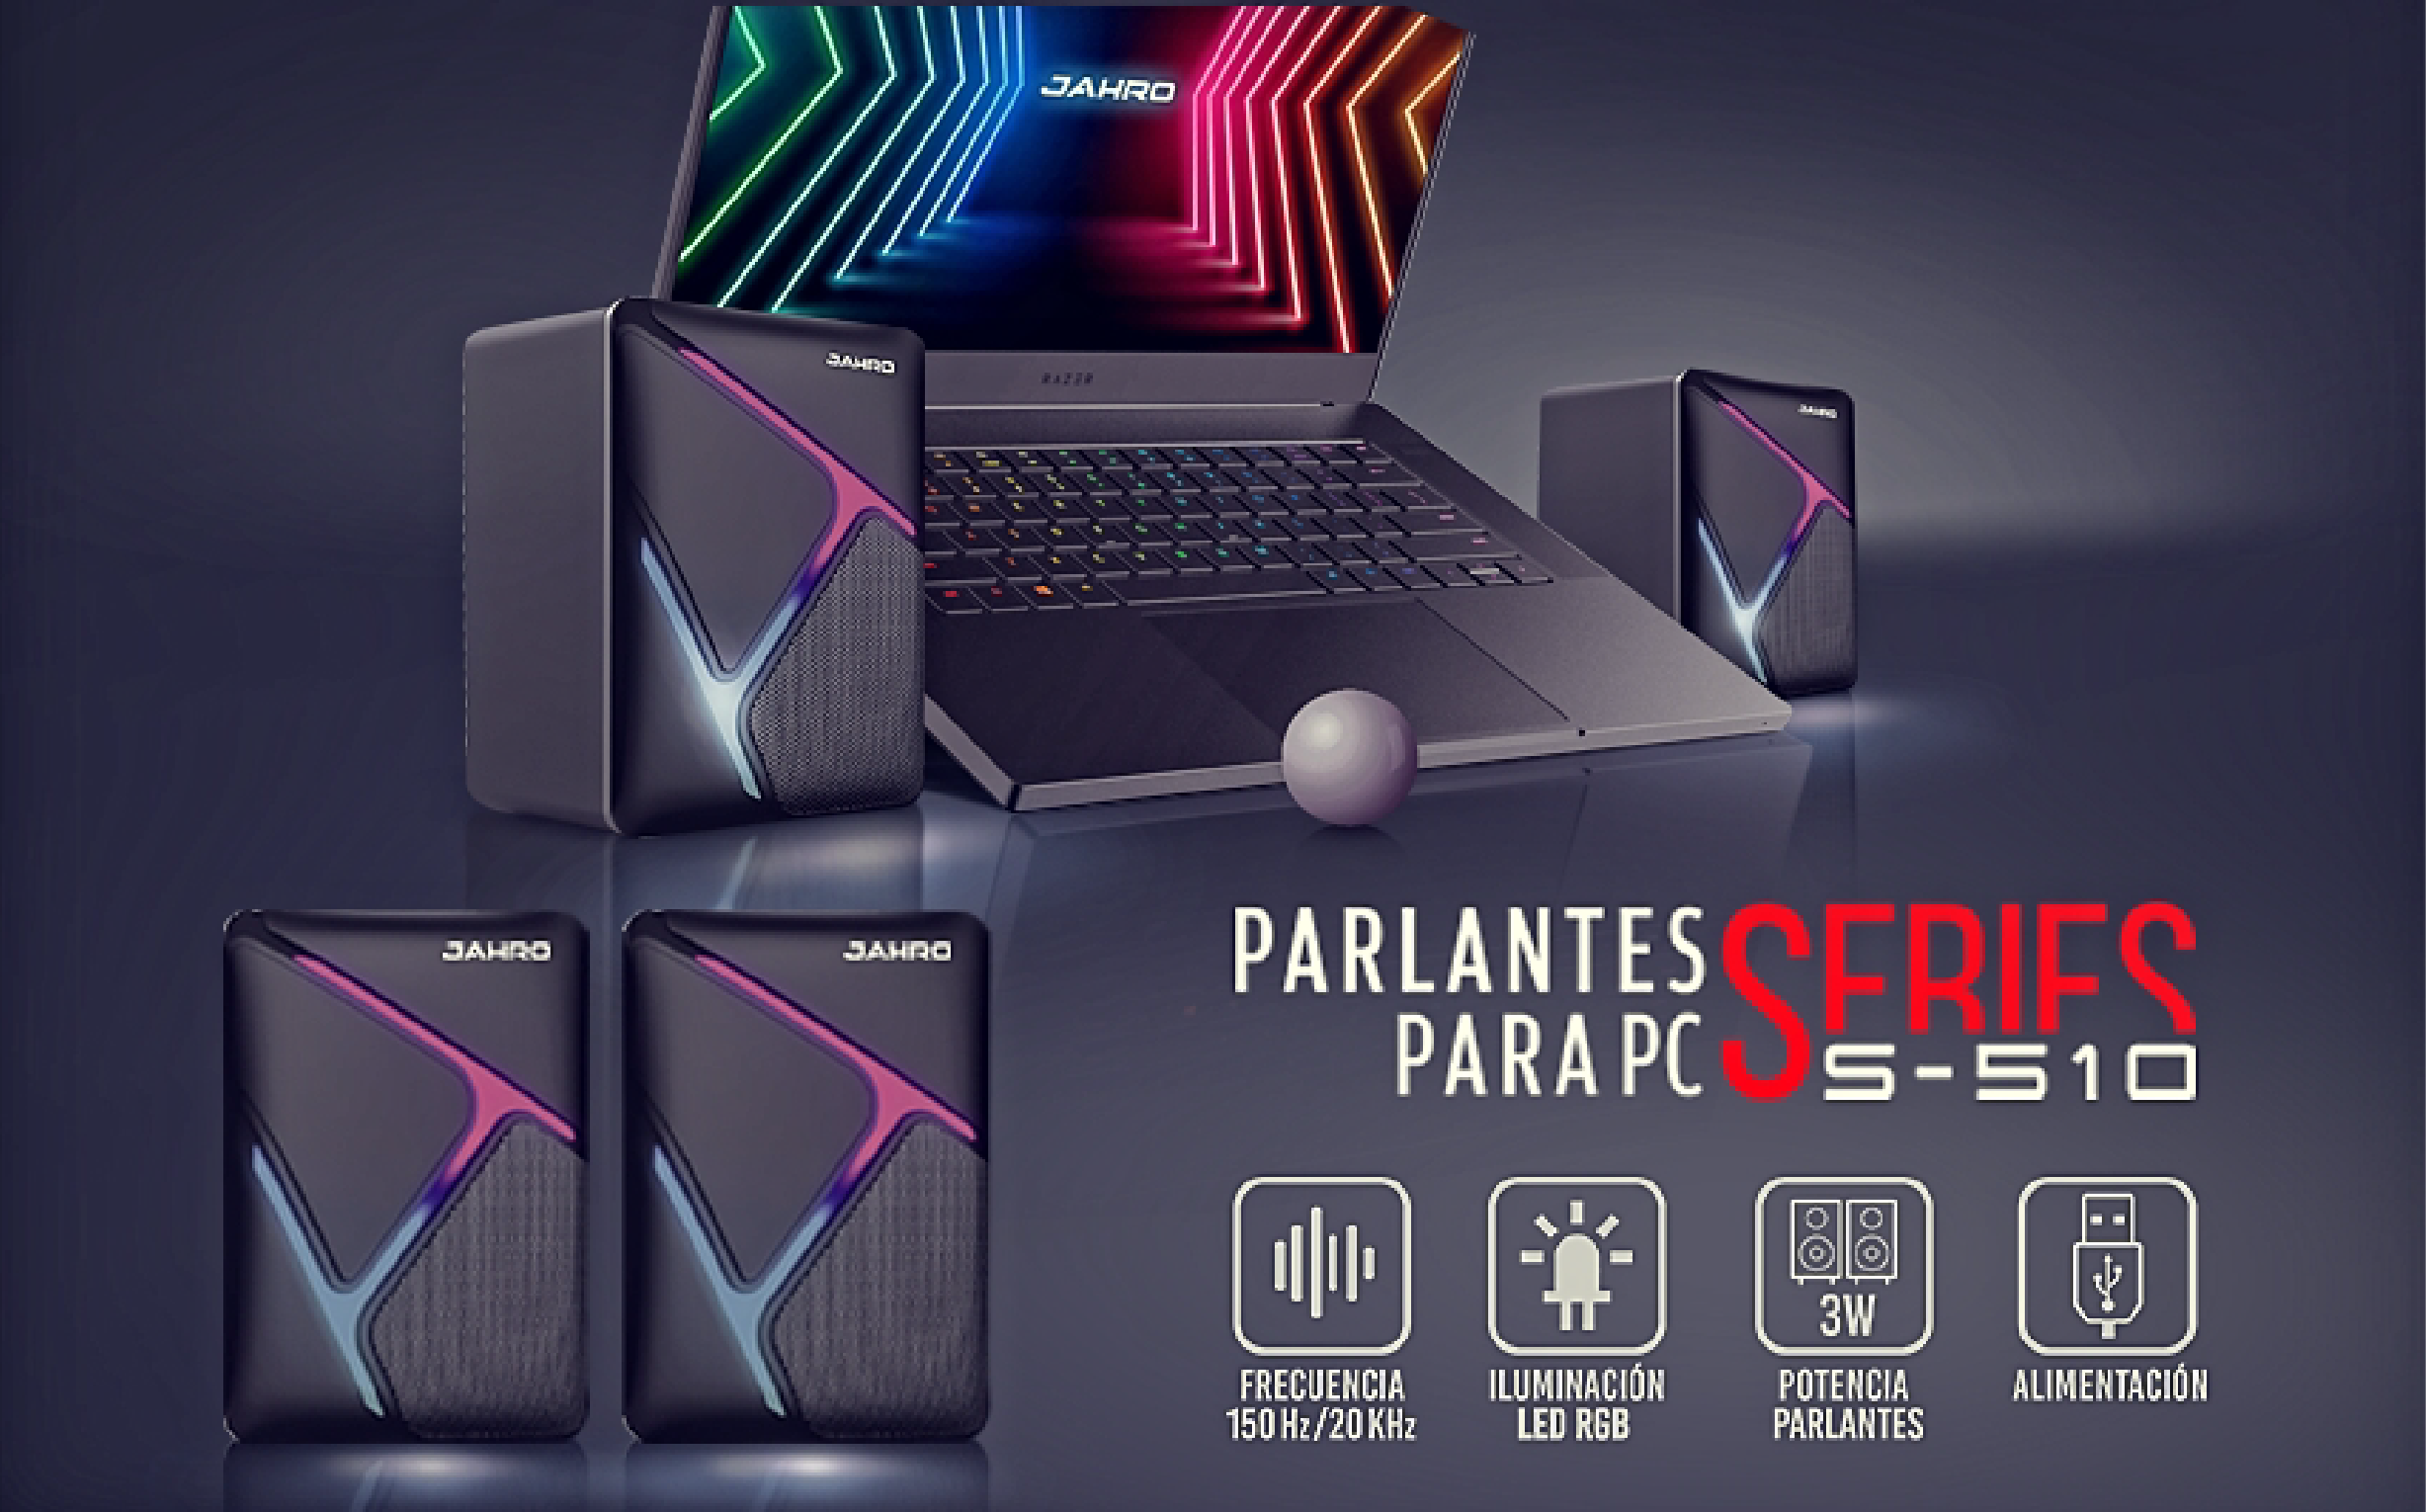 JAHRO
JAHRO
RAZER
JAHRO
JAHRO
JAHRO
PARLANTES
PARA PC
SERIES
S-510
3W
FRECUENCIA
150 Hz/20 KHz
ILUMINACIÓN
LED RGB
POTENCIA
PARLANTES
ALIMENTACIÓN